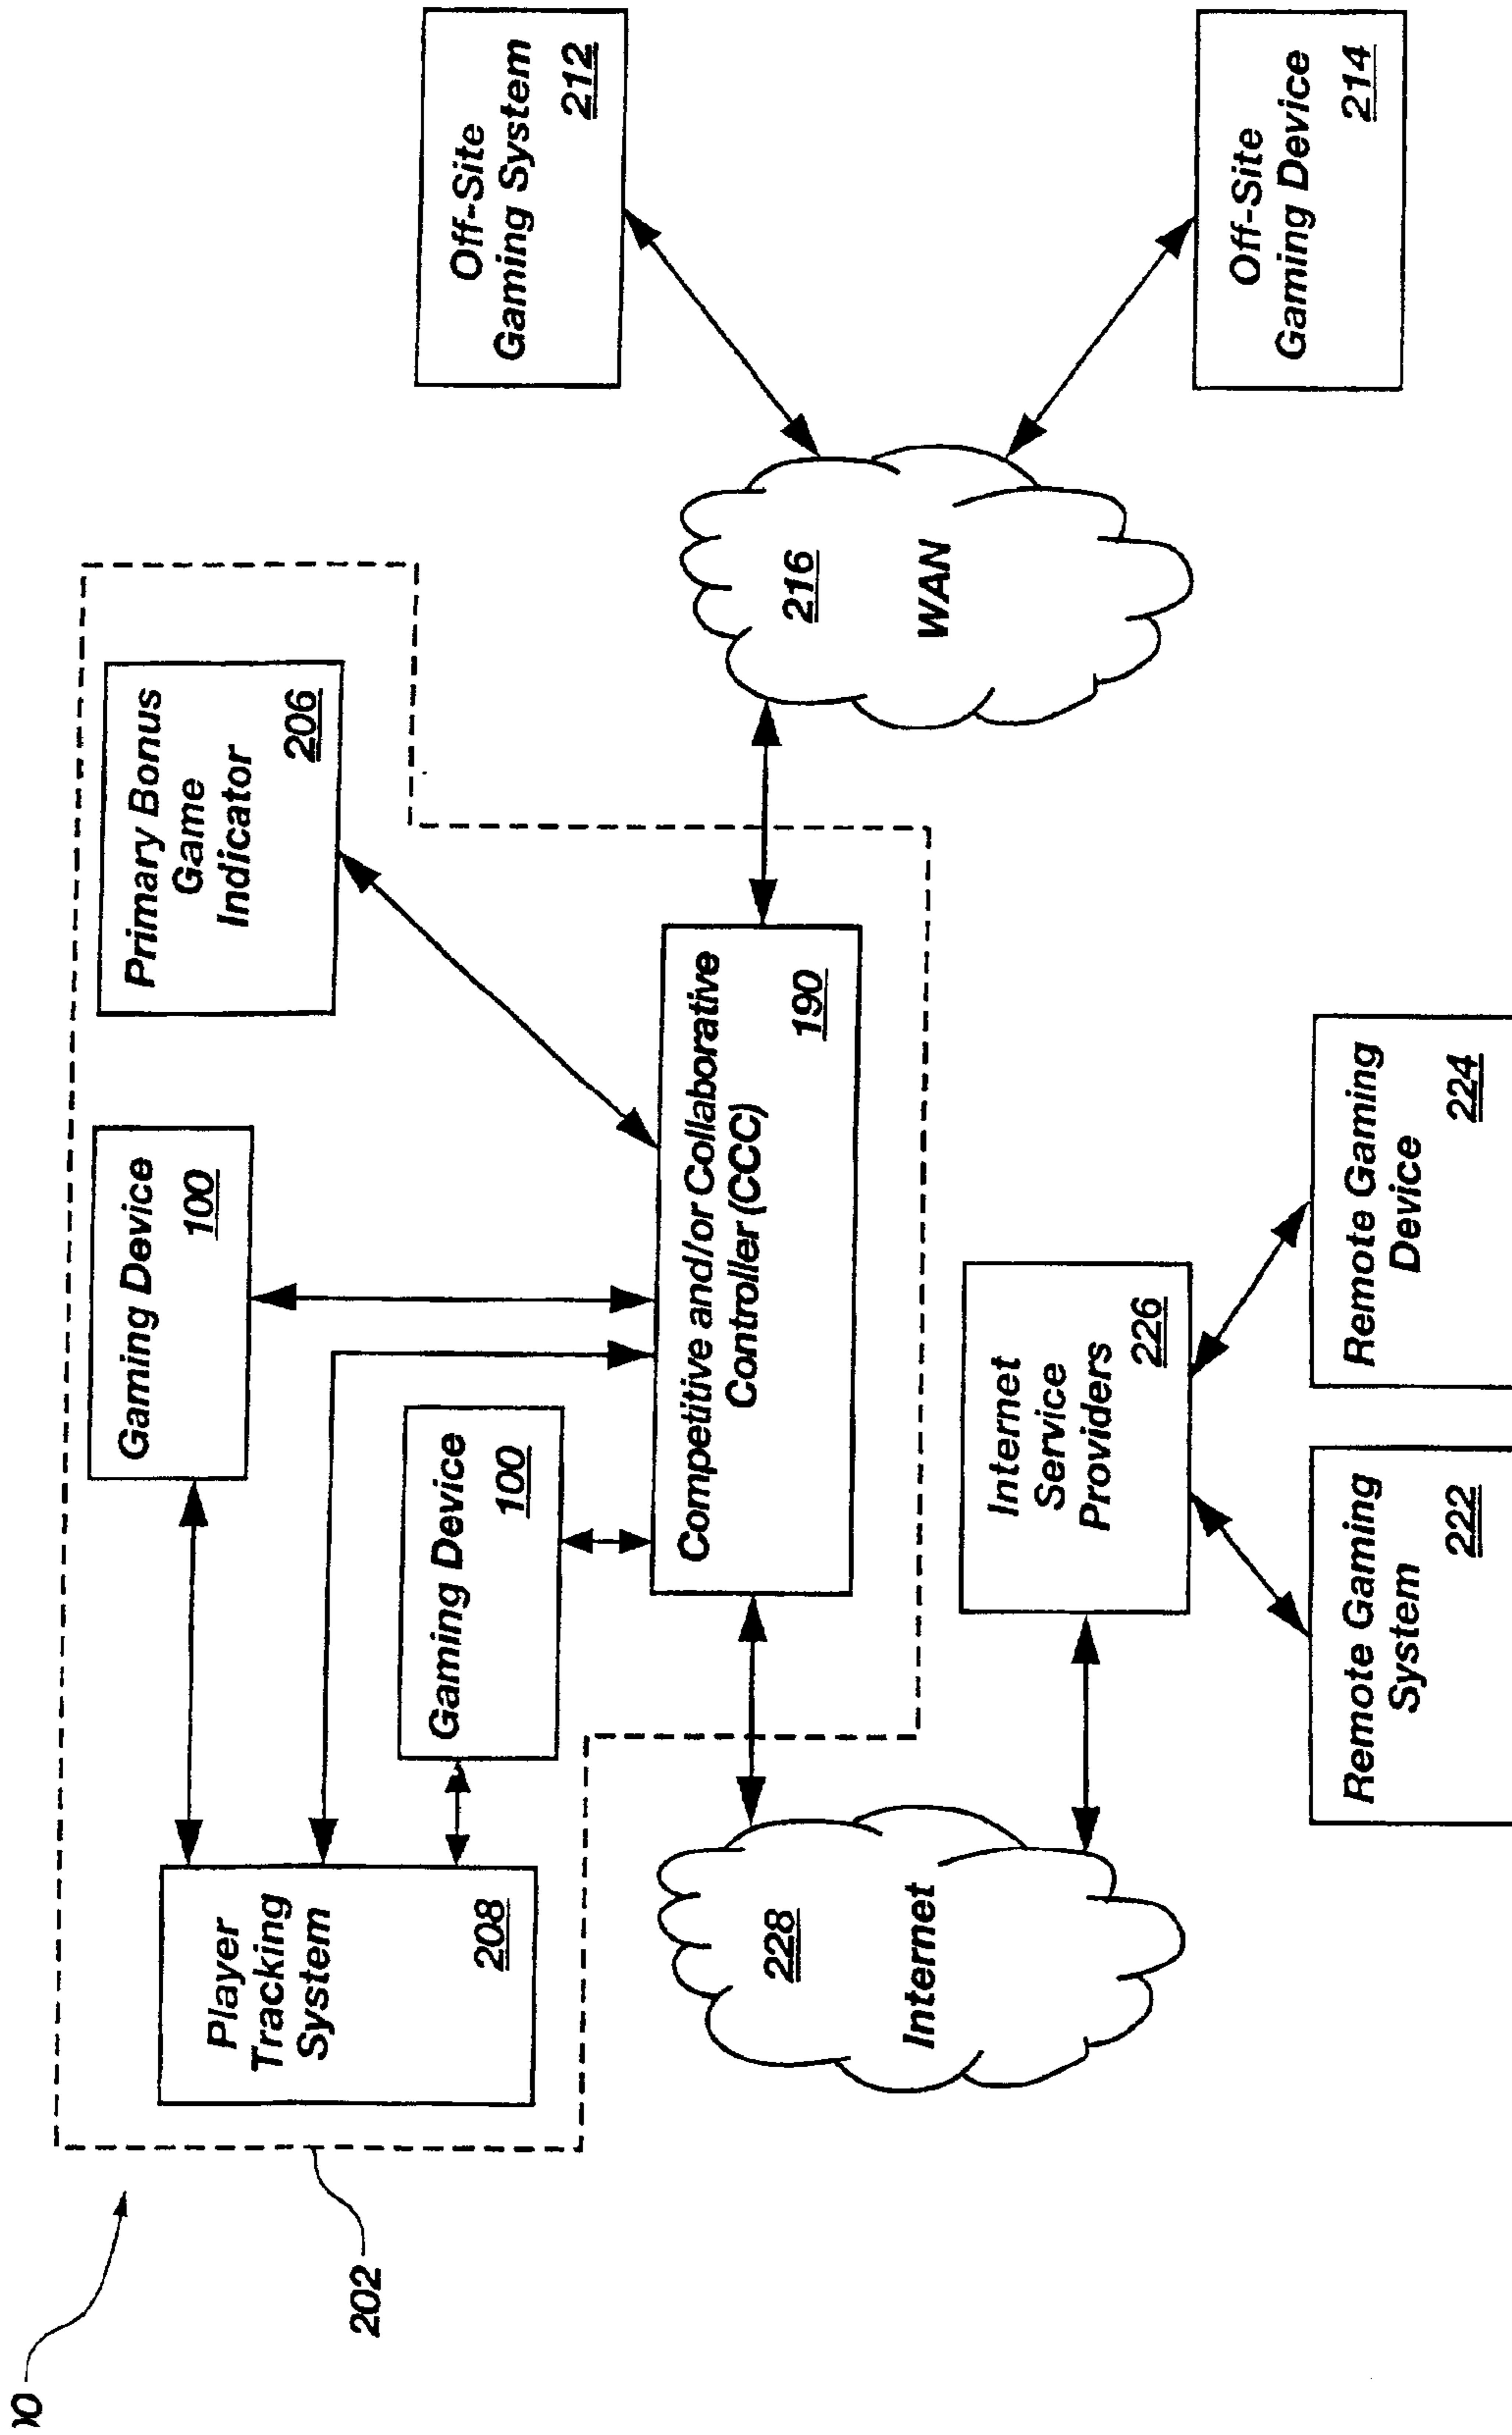 202
Player
Tracking
System
208
Gaming Device
100
Gaming Device
100
Primary Bonus
Game
Indicator
206
Competitive and/or Collaborative
Controller (CCC)
190
Off-Site
Gaming System
212
228
Internet
216
WAN
Internet
Service
Providers
226
Off-Site
Gaming Device
214
Remote Gaming
System
222
Remote Gaming
Device
224